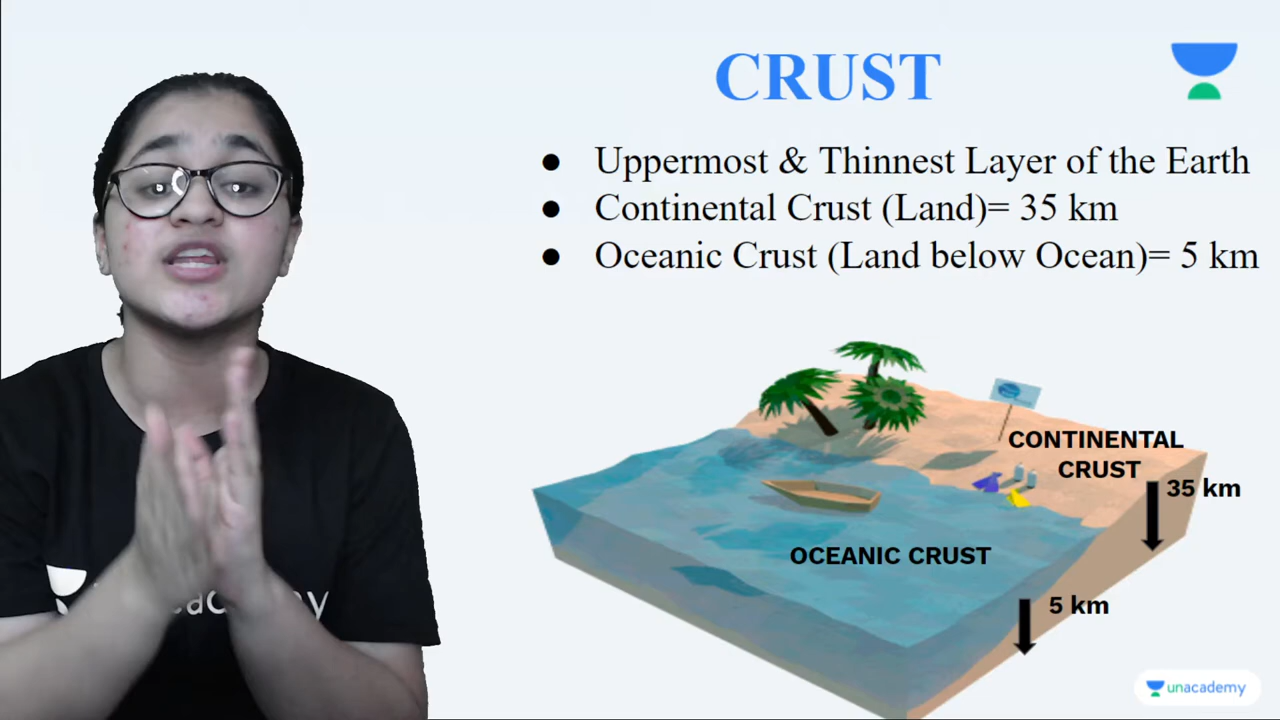 CRUST
● Uppermost & Thinnest Layer of the Earth
● Continental Crust (Land)= 35 km
● Oceanic Crust (Land below Ocean)= 5 km
CONTINENTAL
CRUST
35 km
OCEANIC CRUST
5 km
unacademy